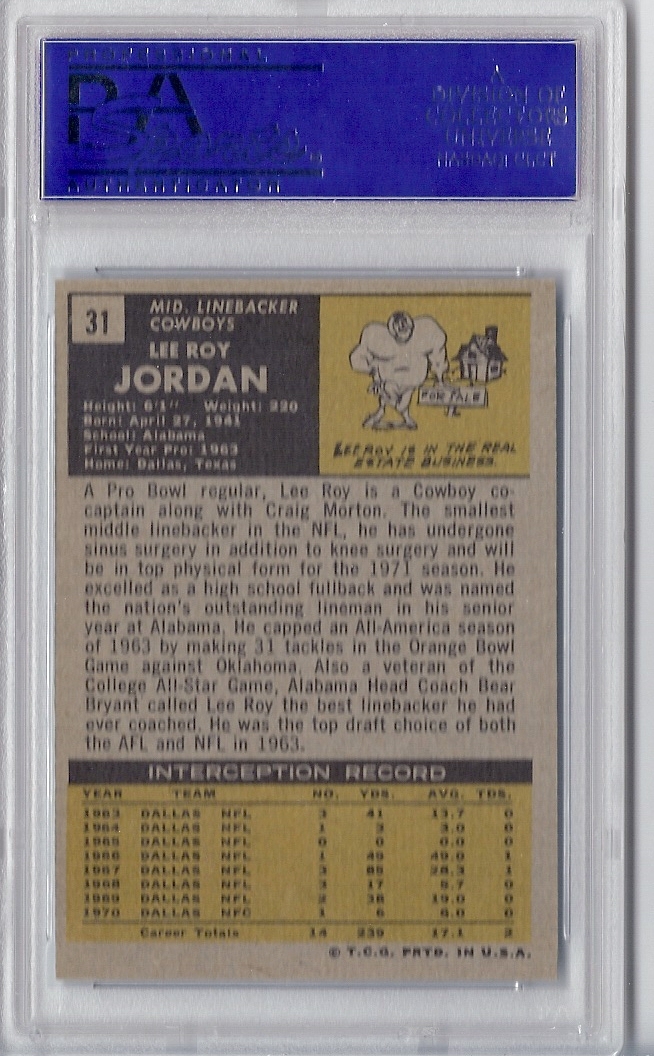 PROFESSIONAL
PSA
AUTHENTICATOR
A
DIVISION OF
COLLECTORS
UNIVERSE
NASDAQ: CLCT
31
MID. LINEBACKER
COWBOYS
LEE ROY
JORDAN
Height: 6'1" Weight: 220
Born: April 27, 1941
School: Alabama
First Year Pro: 1963
Home: Dallas, Texas
FOR SALE
LEE ROY IS IN THE REAL
ESTATE BUSINESS.
A Pro Bowl regular, Lee Roy is a Cowboy co-
captain along with Craig Morton. The smallest
middle linebacker in the NFL, he has undergone
sinus surgery in addition to knee surgery and will
be in top physical form for the 1971 season. He
excelled as a high school fullback and was named
the nation's outstanding lineman in his senior
year at Alabama. He capped an All-America season
of 1963 by making 31 tackles in the Orange Bowl
Game against Oklahoma. Also a veteran of the
College All-Star Game, Alabama Head Coach Bear
Bryant called Lee Roy the best linebacker he had
ever coached. He was the top draft choice of both
the AFL and NFL in 1963.
INTERCEPTION RECORD
YEAR TEAM NO. YDS. AVG. TDS.
1963 DALLAS NFL 3 41 13.7 0
1964 DALLAS NFL 1 3 3.0 0
1965 DALLAS NFL 0 0 0.0 0
1966 DALLAS NFL 1 49 49.0 1
1967 DALLAS NFL 3 85 28.3 1
1968 DALLAS NFL 3 17 5.7 0
1969 DALLAS NFL 2 38 19.0 0
1970 DALLAS NFC 1 6 6.0 0
Career Totals 14 239 17.1 2
© T.C.G. PRTD. IN U.S.A.